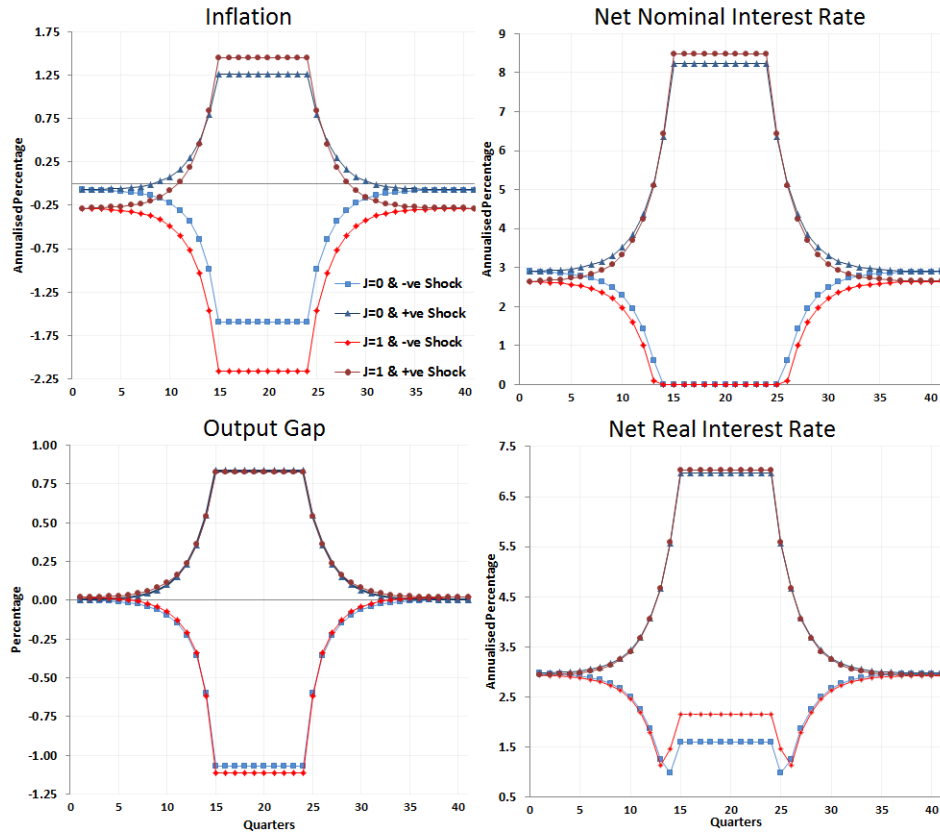 Inflation
1.75
1.25
0.75
0.25
-0.25
-0.75
-1.25
-1.75
-2.25
0 5 10 15 20 25 30 35 40
Annualised Percentage
J=0 & -ve Shock
J=0 & +ve Shock
J=1 & -ve Shock
J=1 & +ve Shock
Net Nominal Interest Rate
9
8
7
6
5
4
3
2
1
0
0 5 10 15 20 25 30 35 40
Annualised Percentage
Output Gap
1.00
0.75
0.50
0.25
0.00
-0.25
-0.50
-0.75
-1.00
-1.25
0 5 10 15 20 25 30 35 40
Percentage
Quarters
Net Real Interest Rate
7.5
6.5
5.5
4.5
3.5
2.5
1.5
0.5
0 5 10 15 20 25 30 35 40
Annualised Percentage
Quarters